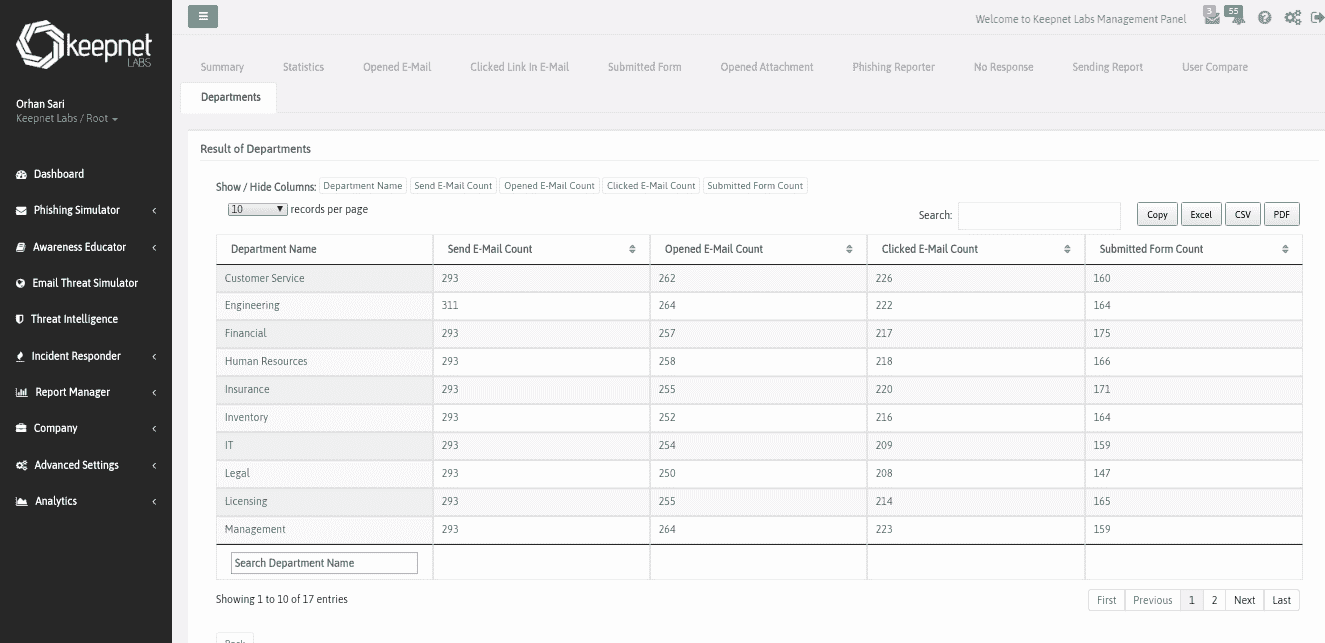 keepnet
LABS
Orhan Sari
Keepnet Labs / Root
Dashboard
Phishing Simulator
Awareness Educator
Email Threat Simulator
Threat Intelligence
Incident Responder
Report Manager
Company
Advanced Settings
Analytics
Welcome to Keepnet Labs Management Panel 3 55
Summary Statistics Opened E-Mail Clicked Link In E-Mail Submitted Form Opened Attachment Phishing Reporter No Response Sending Report User Compare
Departments
Result of Departments
Show / Hide Columns: Department Name Send E-Mail Count Opened E-Mail Count Clicked E-Mail Count Submitted Form Count
10 records per page Search: Copy Excel CSV PDF
Department Name Send E-Mail Count Opened E-Mail Count Clicked E-Mail Count Submitted Form Count
Customer Service 293 262 226 160
Engineering 311 264 222 164
Financial 293 257 217 175
Human Resources 293 258 218 166
Insurance 293 255 220 171
Inventory 293 252 216 164
IT 293 254 209 159
Legal 293 250 208 147
Licensing 293 255 214 165
Management 293 264 223 159
Search Department Name
Showing 1 to 10 of 17 entries First Previous 1 2 Next Last
Back